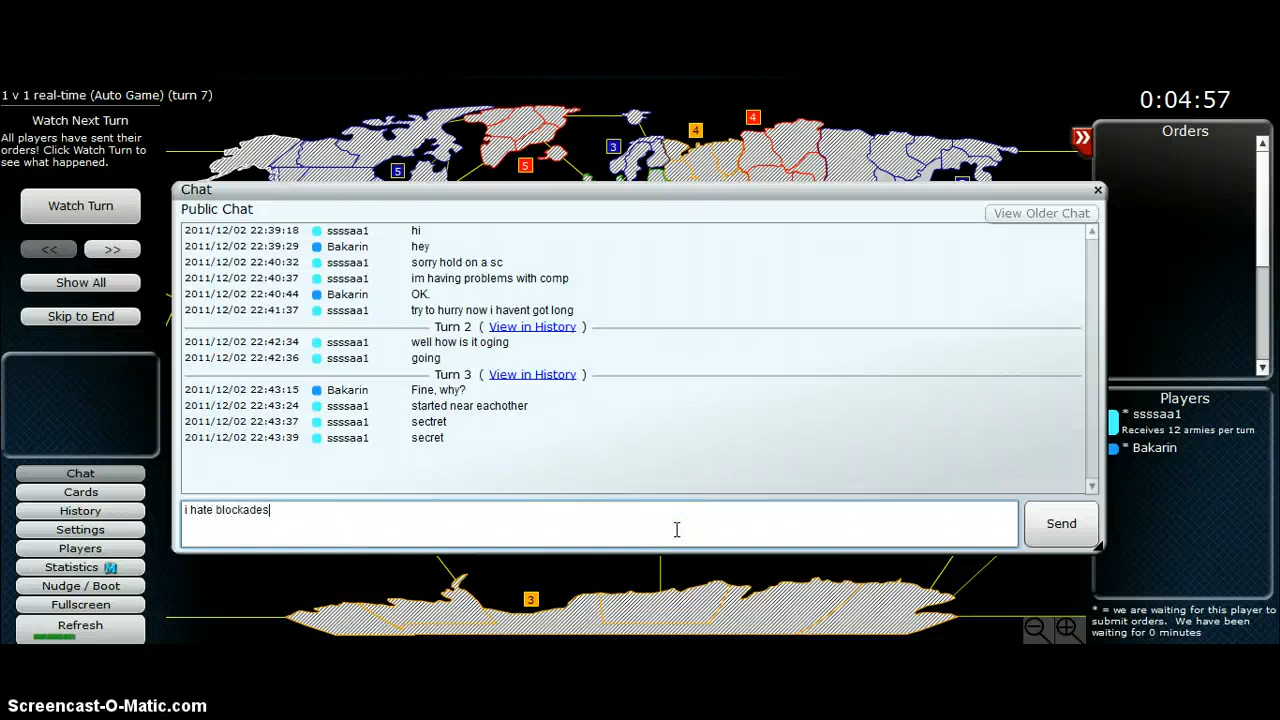 1 v 1 real-time (Auto Game) (turn 7)
Watch Next Turn
All players have sent their
orders! Click Watch Turn to
see what happened.
Watch Turn
<<
>>
Show All
Skip to End
Chat
Cards
History
Settings
Players
Statistics M
Nudge / Boot
Fullscreen
Refresh
5
5
3
4
4
Chat
×
Public Chat
View Older Chat
2011/12/02 22:39:18 ssssaa1 hi
2011/12/02 22:39:29 Bakarin hey
2011/12/02 22:40:32 ssssaa1 sorry hold on a sc
2011/12/02 22:40:37 ssssaa1 im having problems with comp
2011/12/02 22:40:44 Bakarin OK.
2011/12/02 22:41:37 ssssaa1 try to hurry now i havent got long
Turn 2 ( View in History )
2011/12/02 22:42:34 ssssaa1 well how is it oging
2011/12/02 22:42:36 ssssaa1 going
Turn 3 ( View in History )
2011/12/02 22:43:15 Bakarin Fine, why?
2011/12/02 22:43:24 ssssaa1 started near eachother
2011/12/02 22:43:37 ssssaa1 sectret
2011/12/02 22:43:39 ssssaa1 secret
i hate blockades
Send
3
0:04:57
Orders
Players
* ssssaa1
Receives 12 armies per turn
* Bakarin
* = we are waiting for this player to
submit orders. We have been
waiting for 0 minutes
Screencast-O-Matic.com